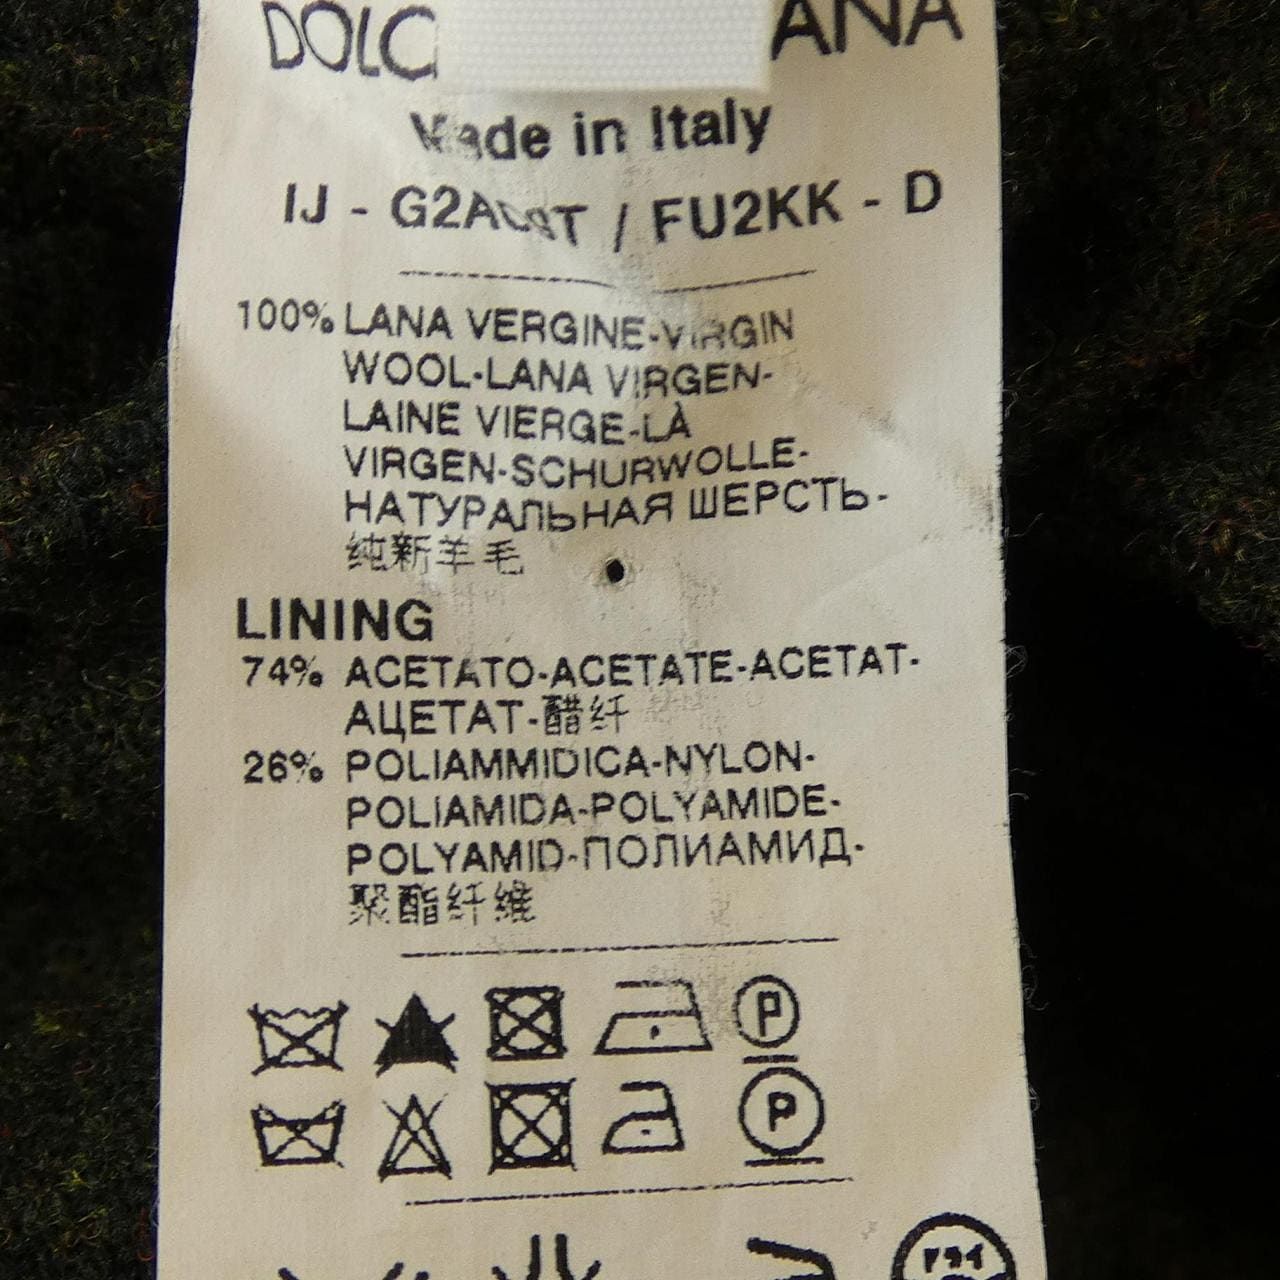 DOLC ANA
Made in Italy
IJ - / FU2KK - D
100% LANA VERGINE-VIRGIN
WOOL-LANA VIRGEN-
LAINE VIERGE-LÀ
VIRGEN-SCHURWOLLE-
НАТУРАЛЬНАЯ ШЕРСТЬ-
纯新羊毛
LINING
74% ACETATO-ACETATE-ACETAT-
АЦЕТАТ-醋纤
26% POLIAMMIDICA-NYLON-
POLIAMIDA-POLYAMIDE-
POLYAMID-ПОЛИАМИД-
聚酯纤维
P
P